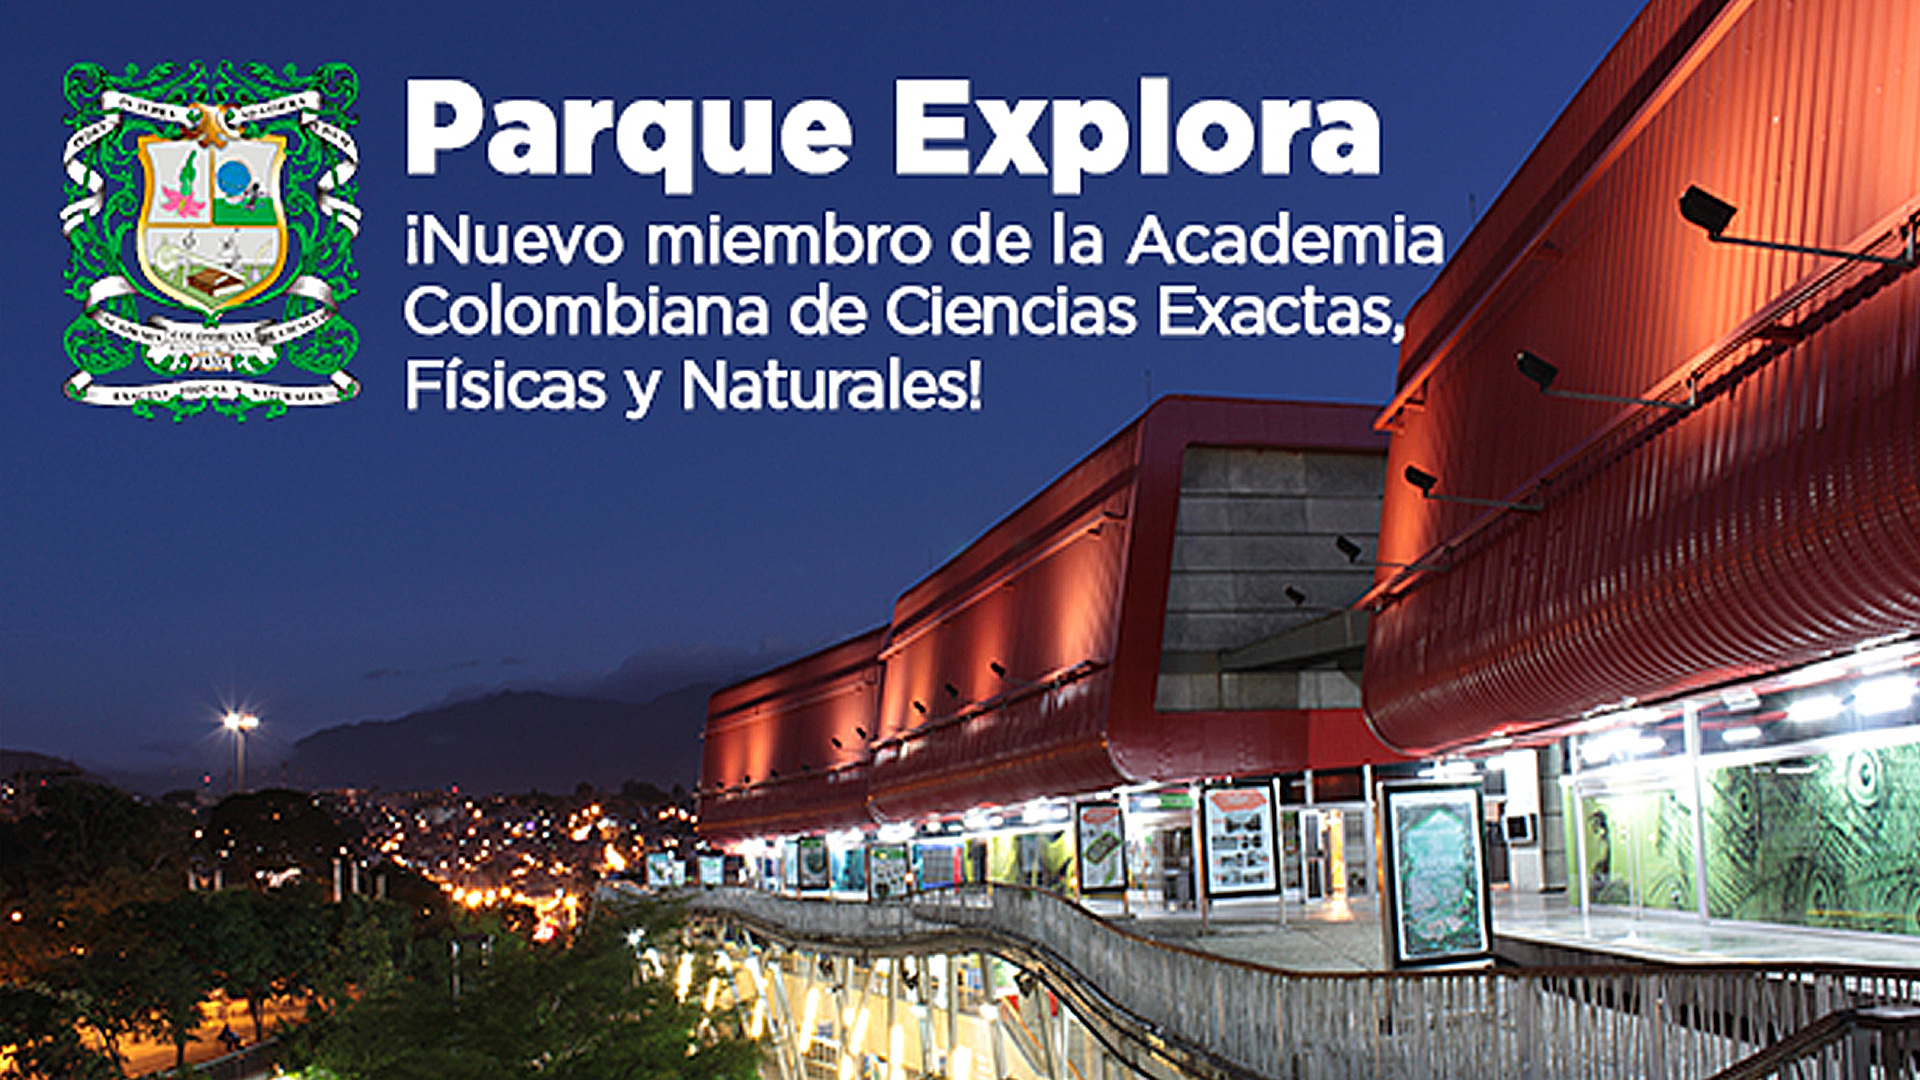 Parque Explora
¡Nuevo miembro de la Academia
Colombiana de Ciencias Exactas,
Físicas y Naturales!